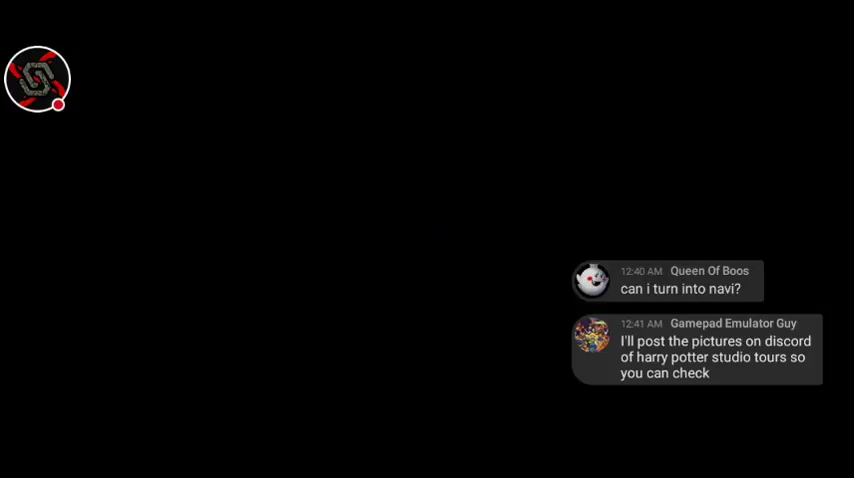 12:40 AM Queen Of Boos
can i turn into navi?
12:41 AM Gamepad Emulator Guy
I'll post the pictures on discord
of harry potter studio tours so
you can check